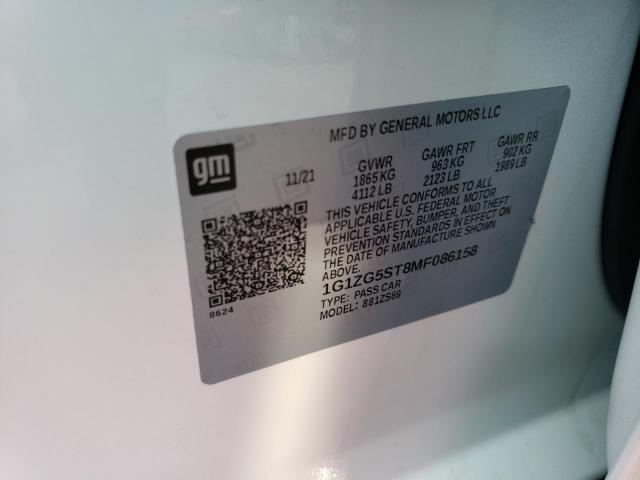 MFD BY GENERAL MOTORS LLC
gm
11/21
GVWR
1865 KG
4112 LB
GAWR FRT
963 KG
2123 LB
GAWR RR
902 KG
1989 LB
THIS VEHICLE CONFORMS TO ALL
APPLICABLE U.S. FEDERAL MOTOR
VEHICLE SAFETY, BUMPER, AND THEFT
PREVENTION STANDARDS IN EFFECT ON
THE DATE OF MANUFACTURE SHOWN
ABOVE.
1G1ZG5ST8MF086158
TYPE: PASS CAR
MODEL: 881ZS69
8624